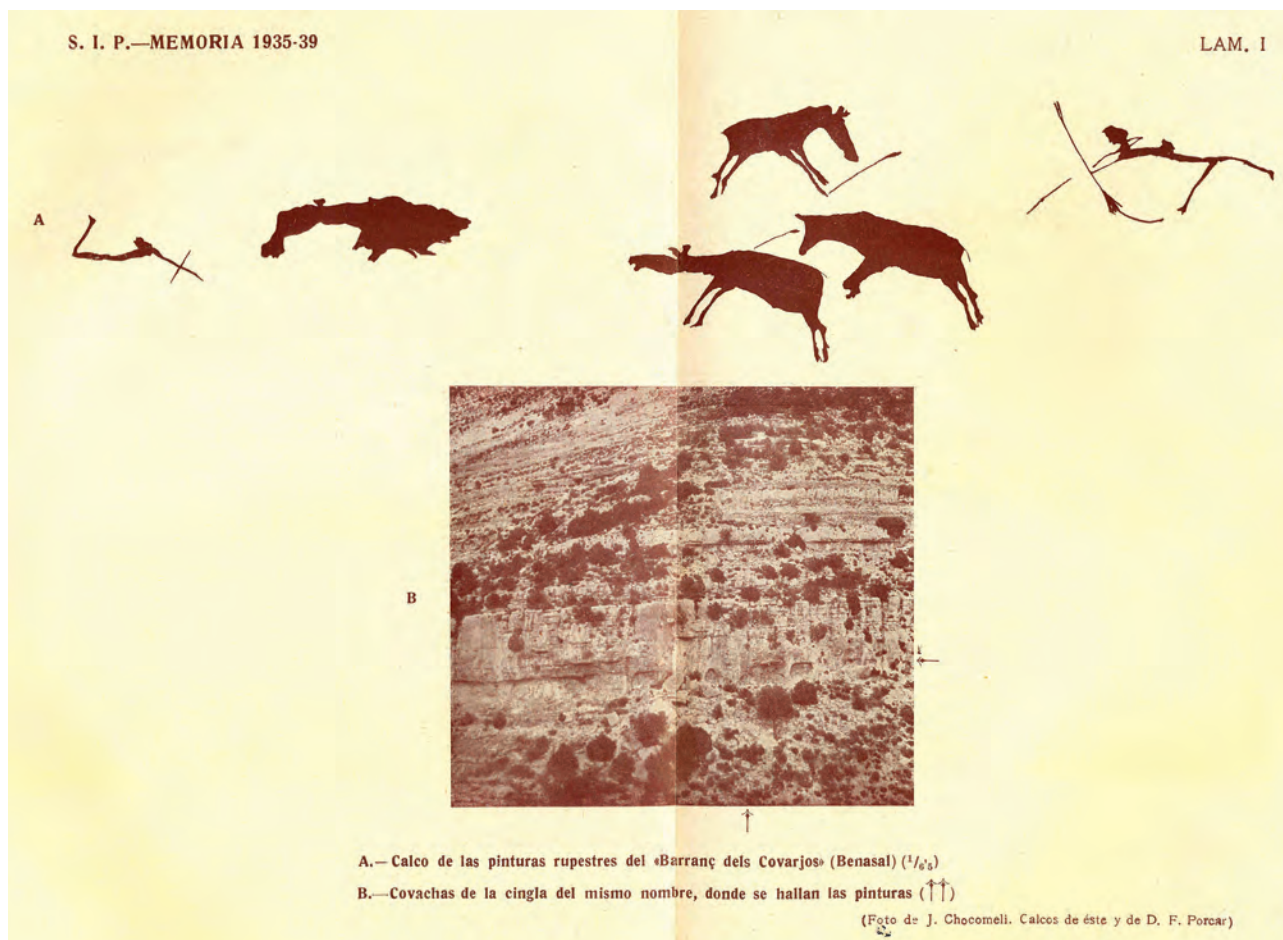 S. I. P.—MEMORIA 1935-39
LAM. I
A
B
A.— Calco de las pinturas rupestres del «Barranç dels Covarjos» (Benasal) (¹/₆'₅)
B.—Covachas de la cingla del mismo nombre, donde se hallan las pinturas (↑↑)
(Foto de J. Chocomeli. Calcos de éste y de D. F. Porcar)